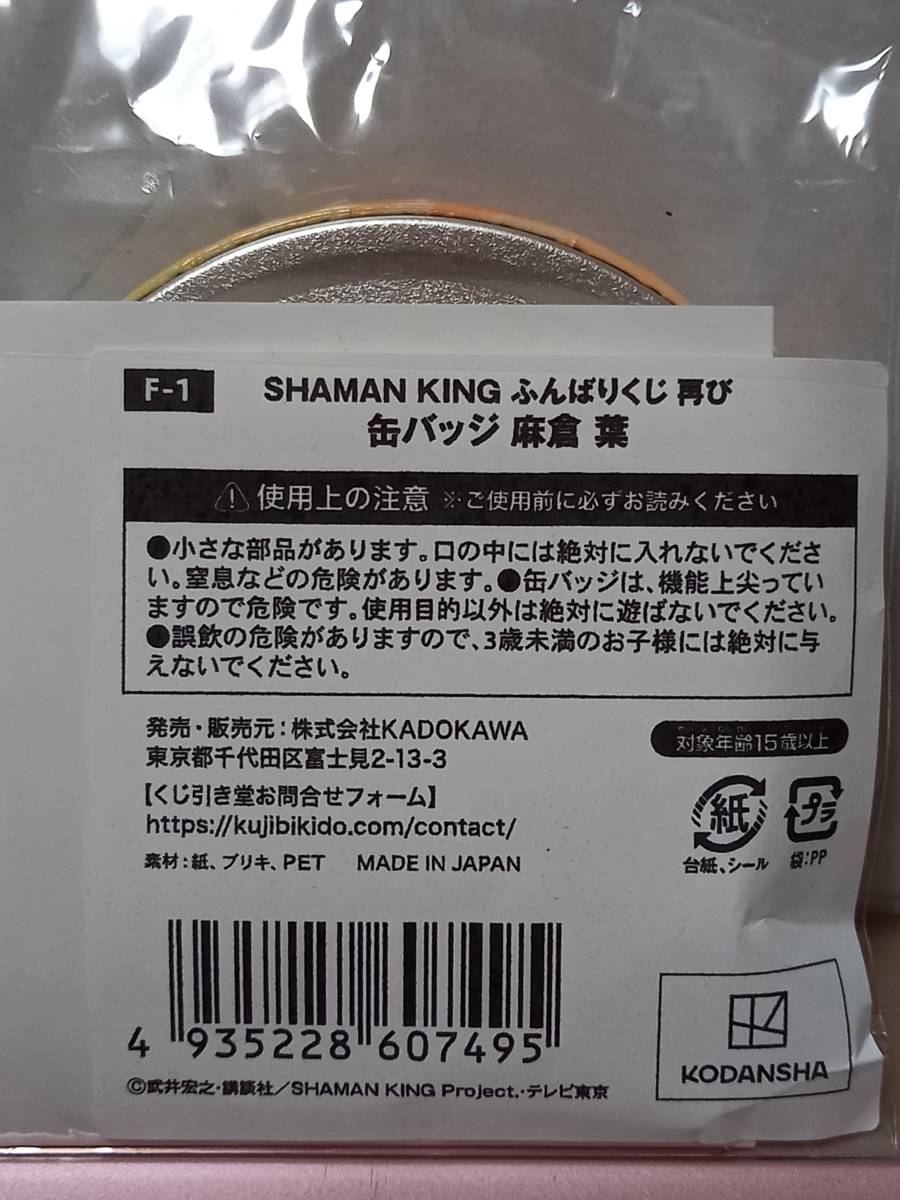 F-1
SHAMAN KING ふんばりくじ 再び
缶バッジ 麻倉 葉
使用上の注意 ※ご使用前に必ずお読みください
●小さな部品があります。口の中には絶対に入れないでくださ
い。窒息などの危険があります。●缶バッジは、機能上尖ってい
ますので危険です。使用目的以外は絶対に遊ばないでください。
●誤飲の危険がありますので、3歳未満のお子様には絶対に与
えないでください。
発売・販売元：株式会社KADOKAWA
東京都千代田区富士見2-13-3
対象年齢15歳以上
【くじ引き堂お問合せフォーム】
https://kujibikido.com/contact/
素材：紙、ブリキ、PET MADE IN JAPAN
紙
台紙、シール
プラ
袋：PP
4 935228 607495
KODANSHA
©武井宏之・講談社／SHAMAN KING Project.・テレビ東京